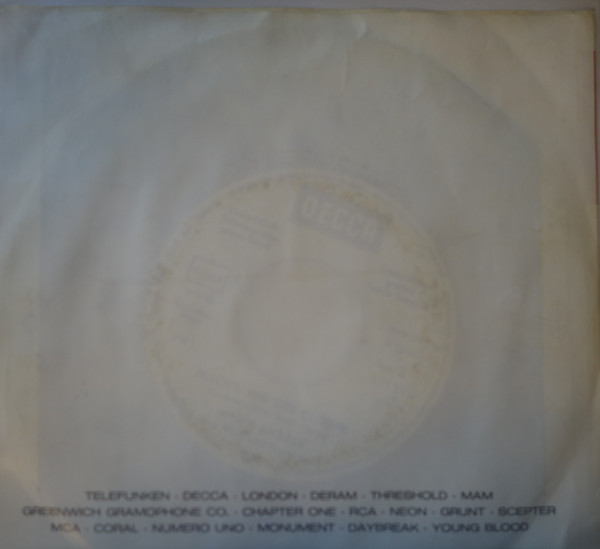 DECCA
TELEFUNKEN · DECCA · LONDON · DERAM · THRESHOLD · MAM
GREENWICH GRAMOPHONE CO. · CHAPTER ONE · RCA · NEON · GRUNT · SCEPTER
MCA · CORAL · NUMERO UNO · MONUMENT · DAYBREAK · YOUNG BLOOD